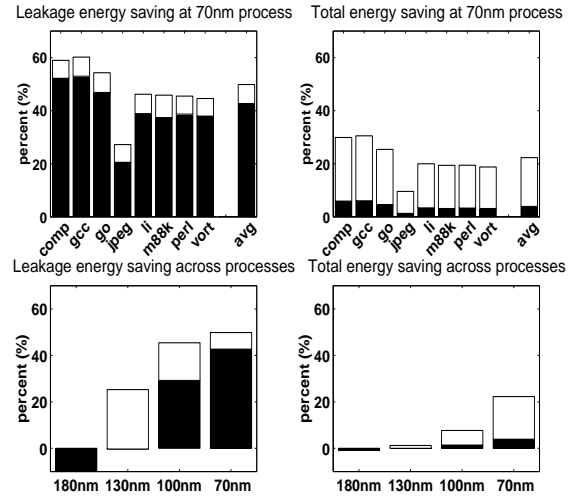 Leakage energy saving at 70nm process
percent (%)
60
40
20
0
comp
gcc
go
jpeg
li
m88k
perl
vort
avg
Total energy saving at 70nm process
percent (%)
60
40
20
0
comp
gcc
go
jpeg
li
m88k
perl
vort
avg
Leakage energy saving across processes
percent (%)
60
40
20
0
180nm 130nm 100nm 70nm
Total energy saving across processes
percent (%)
60
40
20
0
180nm 130nm 100nm 70nm